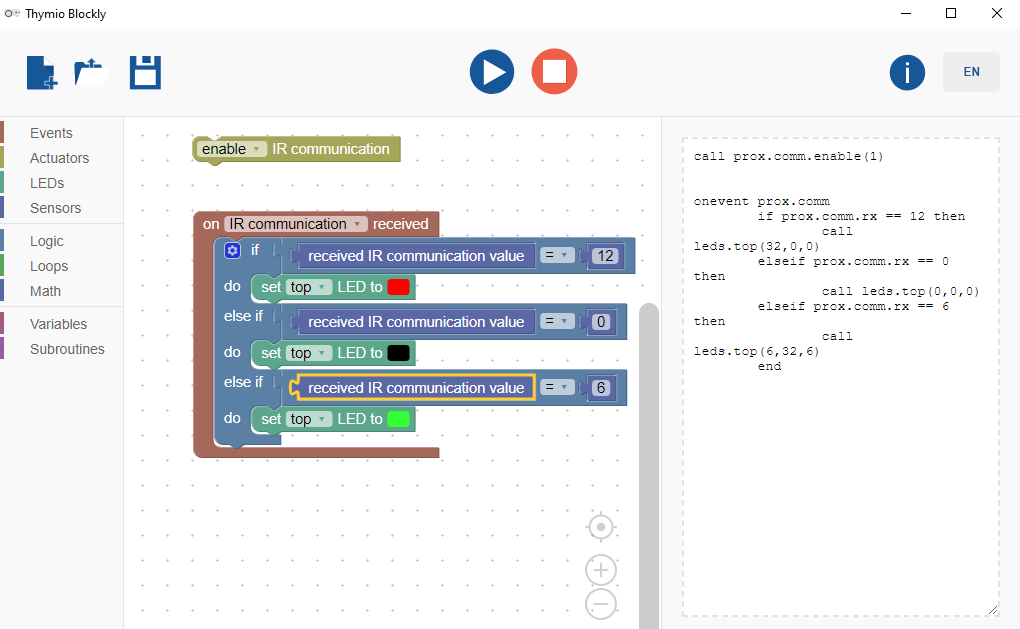 Thymio Blockly
EN
Events
Actuators
LEDs
Sensors
Logic
Loops
Math
Variables
Subroutines
enable IR communication
on IR communication received
if received IR communication value = 12
do set top LED to
else if received IR communication value = 0
do set top LED to
else if received IR communication value = 6
do set top LED to
call prox.comm.enable(1)
onevent prox.comm
if prox.comm.rx == 12 then
call
leds.top(32,0,0)
elseif prox.comm.rx == 0
then
call leds.top(0,0,0)
elseif prox.comm.rx == 6
then
call
leds.top(6,32,6)
end